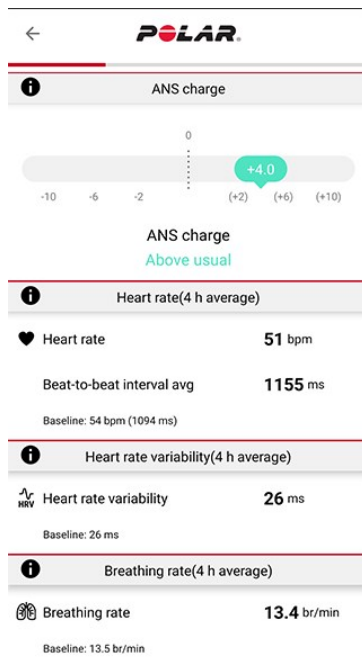 POLAR.
ANS charge
0
+4.0
-10 -6 -2 (+2) (+6) (+10)
ANS charge
Above usual
Heart rate(4 h average)
Heart rate 51 bpm
Beat-to-beat interval avg 1155 ms
Baseline: 54 bpm (1094 ms)
Heart rate variability(4 h average)
HRV Heart rate variability 26 ms
Baseline: 26 ms
Breathing rate(4 h average)
Breathing rate 13.4 br/min
Baseline: 13.5 br/min